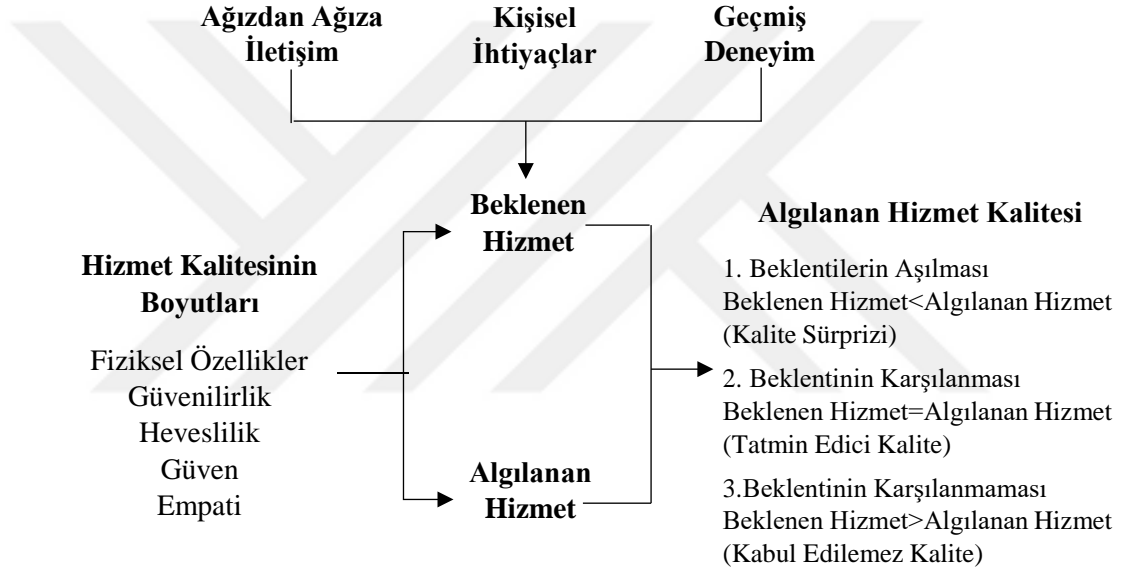 Ağızdan Ağıza
İletişim
Kişisel
İhtiyaçlar
Geçmiş
Deneyim
Beklenen
Hizmet
Hizmet Kalitesinin
Boyutları
Fiziksel Özellikler
Güvenilirlik
Heveslilik
Güven
Empati
Algılanan
Hizmet
Algılanan Hizmet Kalitesi
1. Beklentilerin Aşılması
Beklenen Hizmet<Algılanan Hizmet
(Kalite Sürprizi)
2. Beklentinin Karşılanması
Beklenen Hizmet=Algılanan Hizmet
(Tatmin Edici Kalite)
3.Beklentinin Karşılanmaması
Beklenen Hizmet>Algılanan Hizmet
(Kabul Edilemez Kalite)